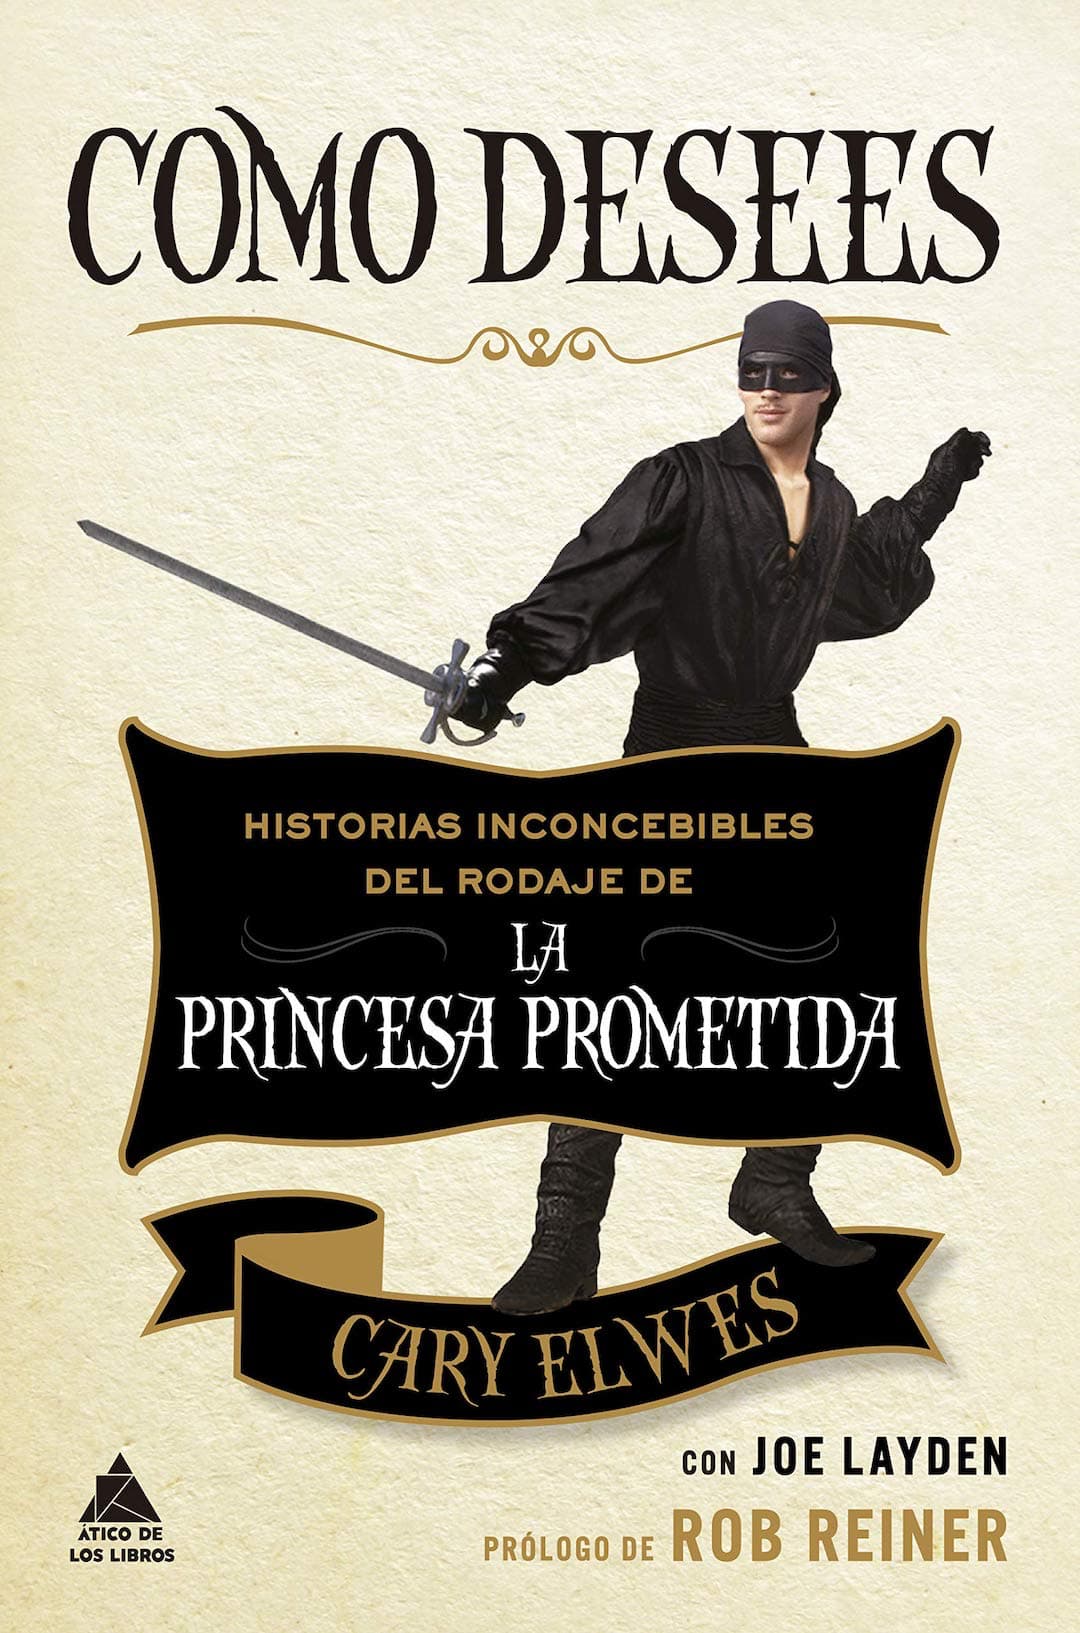 COMO DESEES
HISTORIAS INCONCEBIBLES
DEL RODAJE DE
LA
PRINCESA PROMETIDA
CARY ELWES
CON JOE LAYDEN
PRÓLOGO DE ROB REINER
ÁTICO DE
LOS LIBROS